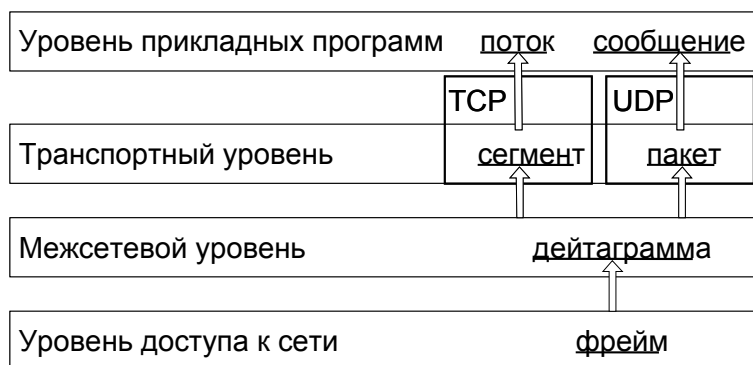 Уровень прикладных программ поток сообщение
TCP UDP
Транспортный уровень сегмент пакет
Межсетевой уровень дейтаграмма
Уровень доступа к сети фрейм